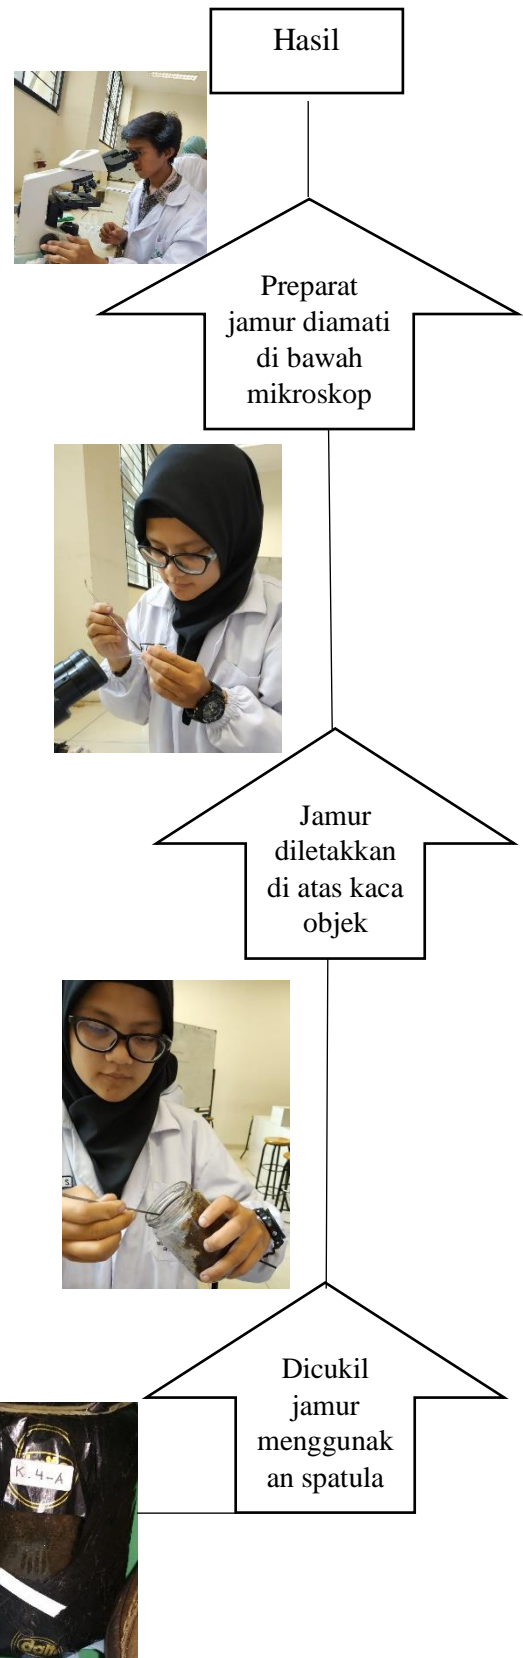 Hasil
Preparat
jamur diamati
di bawah
mikroskop
Jamur
diletakkan
di atas kaca
objek
Dicukil
jamur
menggunak
an spatula
K.4-A